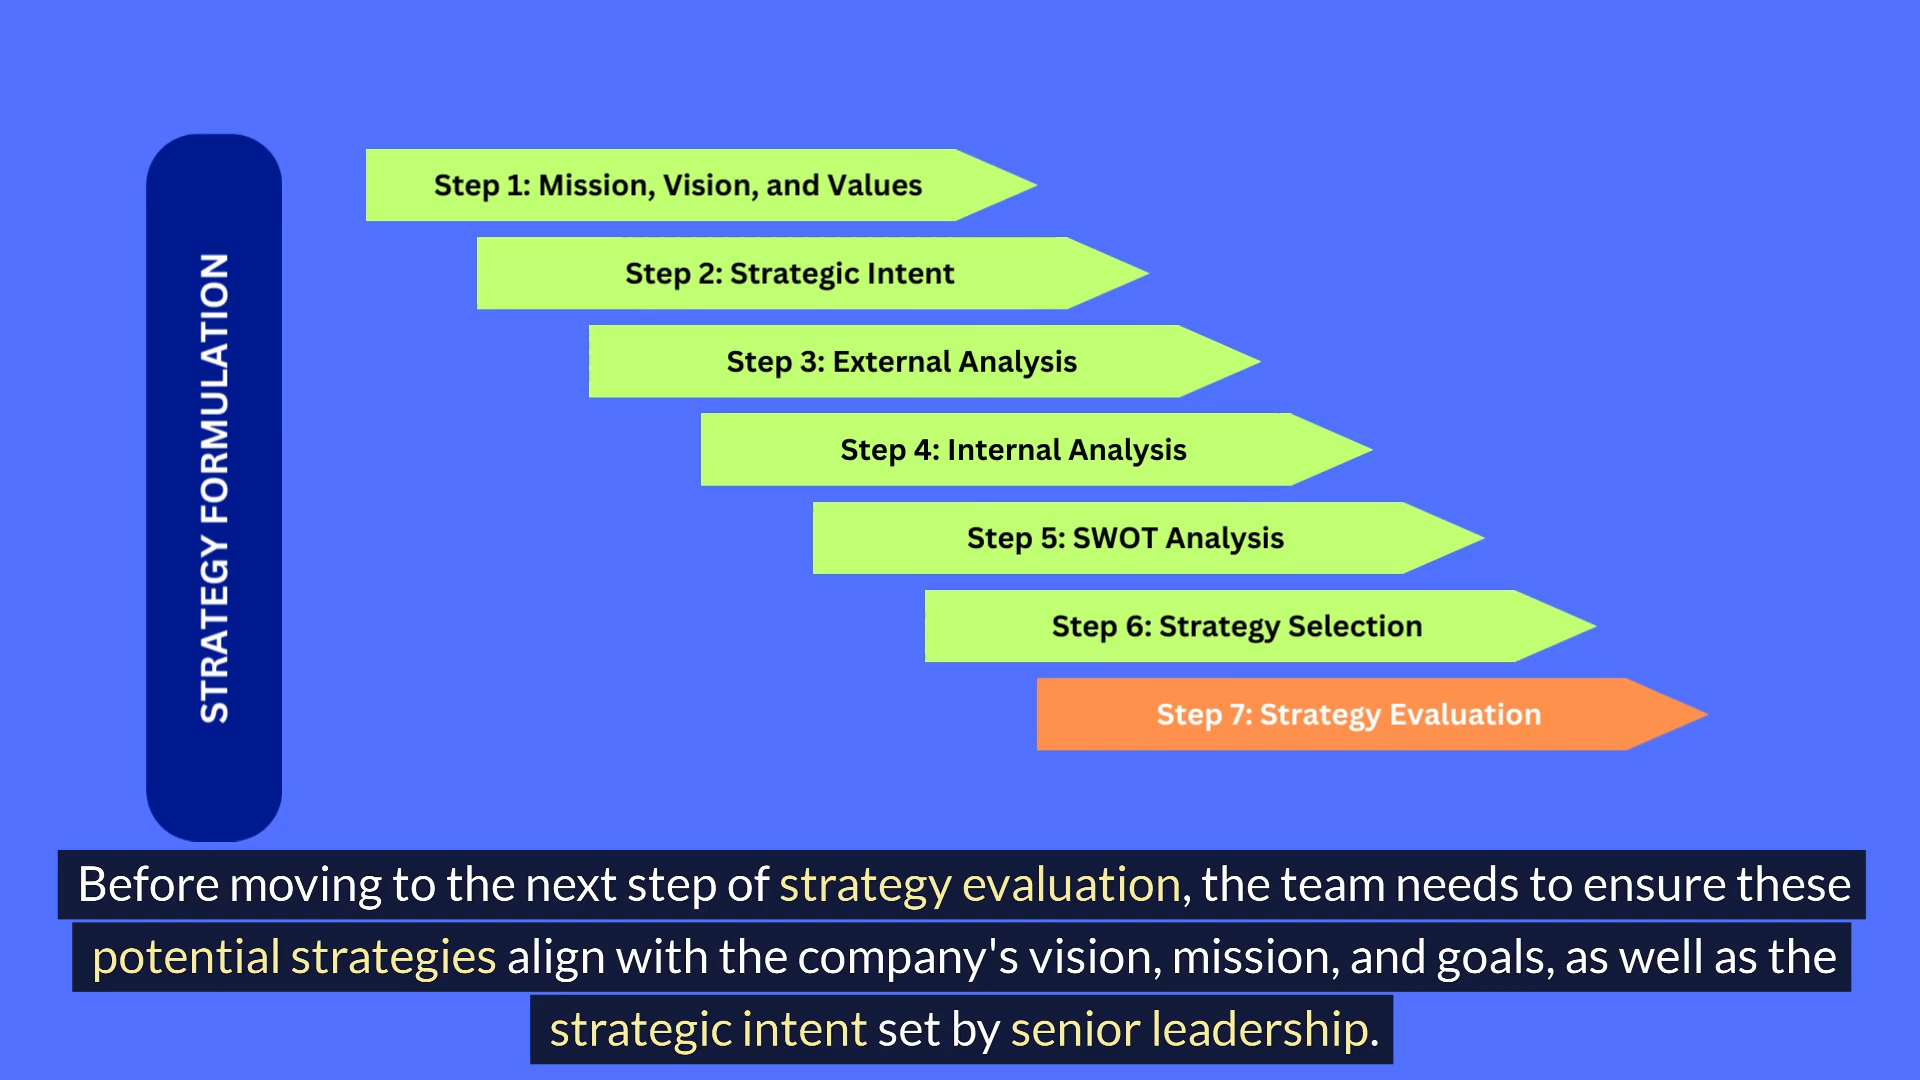 STRATEGY FORMULATION
Step 1: Mission, Vision, and Values
Step 2: Strategic Intent
Step 3: External Analysis
Step 4: Internal Analysis
Step 5: SWOT Analysis
Step 6: Strategy Selection
Step 7: Strategy Evaluation
Before moving to the next step of strategy evaluation, the team needs to ensure these
potential strategies align with the company's vision, mission, and goals, as well as the
strategic intent set by senior leadership.